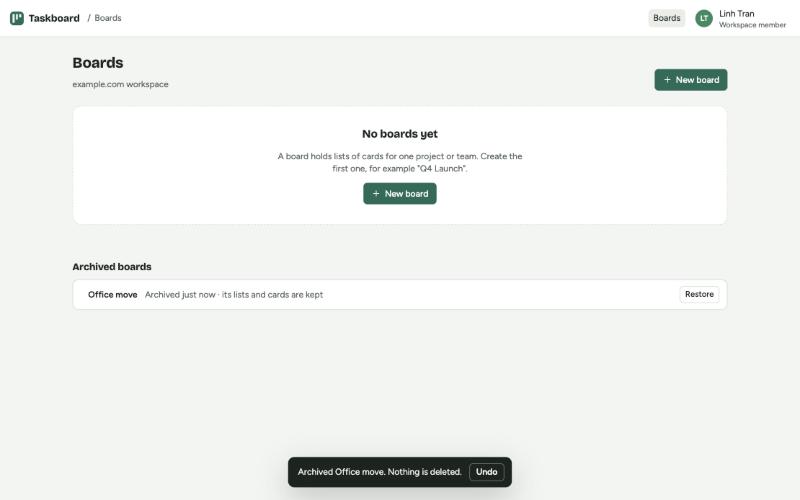 Taskboard / Boards
Boards
LT
Linh Tran
Workspace member
Boards
example.com workspace
+ New board
No boards yet
A board holds lists of cards for one project or team. Create the
first one, for example "Q4 Launch".
+ New board
Archived boards
Office move Archived just now · its lists and cards are kept
Restore
Archived Office move. Nothing is deleted. Undo